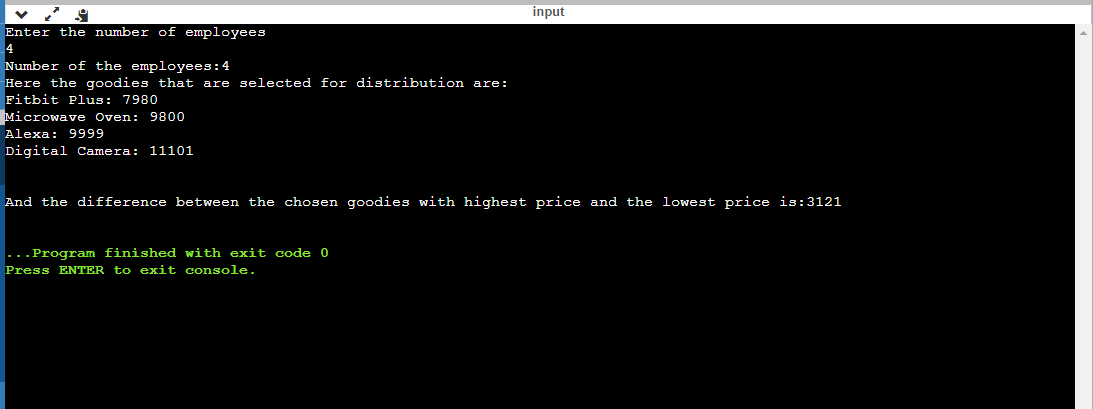 input
Enter the number of employees
4
Number of the employees:4
Here the goodies that are selected for distribution are:
Fitbit Plus: 7980
Microwave Oven: 9800
Alexa: 9999
Digital Camera: 11101
And the difference between the chosen goodies with highest price and the lowest price is:3121
...Program finished with exit code 0
Press ENTER to exit console.